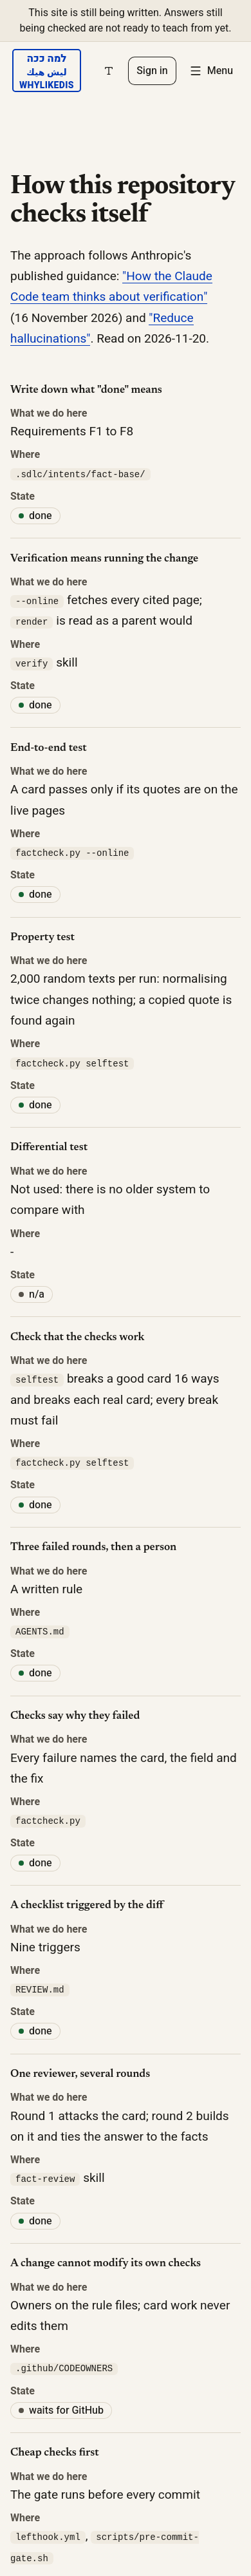 This site is still being written. Answers still
being checked are not ready to teach from yet.
למה ככה
ليش هيك
WHYLIKEDIS
T
Sign in
Menu
How this repository
checks itself
The approach follows Anthropic's
published guidance: "How the Claude
Code team thinks about verification"
(16 November 2026) and "Reduce
hallucinations". Read on 2026-11-20.
Write down what "done" means
What we do here
Requirements F1 to F8
Where
.sdlc/intents/fact-base/
State
done
Verification means running the change
What we do here
--online fetches every cited page;
render is read as a parent would
Where
verify skill
State
done
End-to-end test
What we do here
A card passes only if its quotes are on the
live pages
Where
factcheck.py --online
State
done
Property test
What we do here
2,000 random texts per run: normalising
twice changes nothing; a copied quote is
found again
Where
factcheck.py selftest
State
done
Differential test
What we do here
Not used: there is no older system to
compare with
Where
-
State
n/a
Check that the checks work
What we do here
selftest breaks a good card 16 ways
and breaks each real card; every break
must fail
Where
factcheck.py selftest
State
done
Three failed rounds, then a person
What we do here
A written rule
Where
AGENTS.md
State
done
Checks say why they failed
What we do here
Every failure names the card, the field and
the fix
Where
factcheck.py
State
done
A checklist triggered by the diff
What we do here
Nine triggers
Where
REVIEW.md
State
done
One reviewer, several rounds
What we do here
Round 1 attacks the card; round 2 builds
on it and ties the answer to the facts
Where
fact-review skill
State
done
A change cannot modify its own checks
What we do here
Owners on the rule files; card work never
edits them
Where
.github/CODEOWNERS
State
waits for GitHub
Cheap checks first
What we do here
The gate runs before every commit
Where
lefthook.yml , scripts/pre-commit-
gate.sh